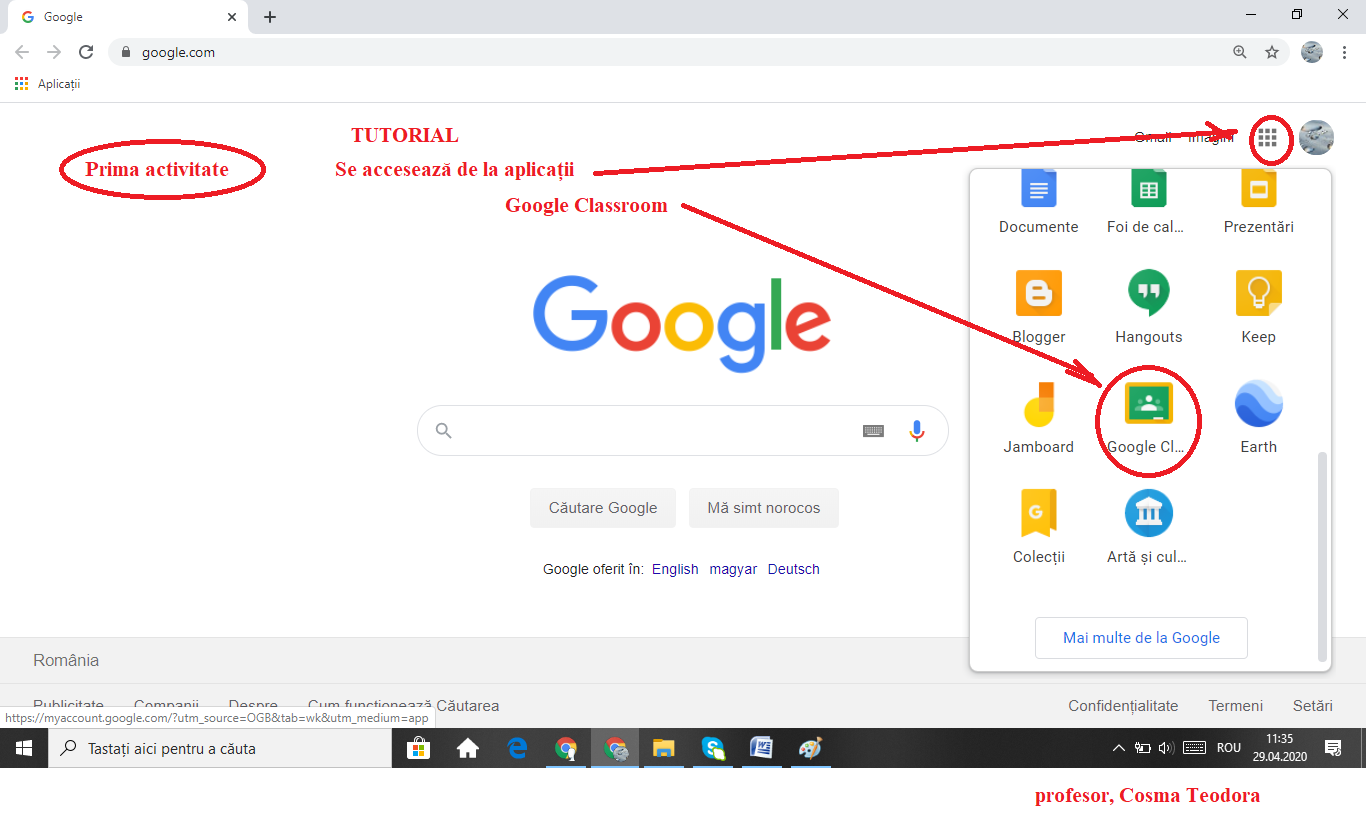 Google
google.com
Aplicații
TUTORIAL
Gmail Imagini
Prima activitate
Se accesează de la aplicații
Google Classroom
Documente Foi de cal... Prezentări
Google
Blogger Hangouts Keep
Jamboard Google Cl... Earth
Căutare Google Mă simt norocos
Colecții Artă și cul...
Google oferit în: English magyar Deutsch
Mai multe de la Google
România
Publicitate Companii Despre Cum funcționează Căutarea
Confidențialitate Termeni Setări
https://myaccount.google.com/?utm_source=OGB&tab=wk&utm_medium=app
Tastați aici pentru a căuta
ROU
11:35
29.04.2020
profesor, Cosma Teodora